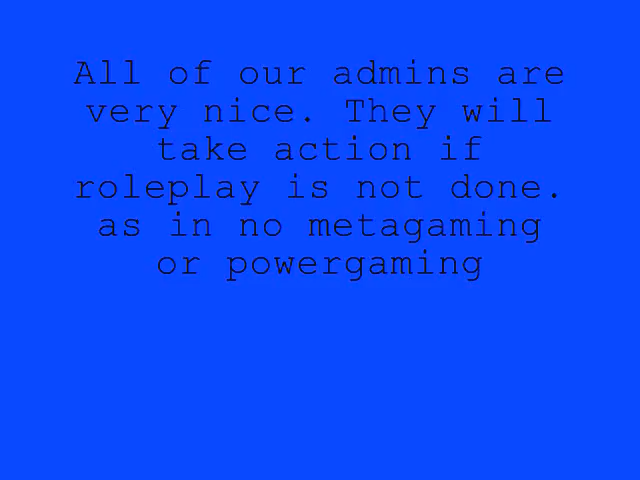 All of our admins are
very nice. They will
take action if
roleplay is not done.
as in no metagaming
or powergaming